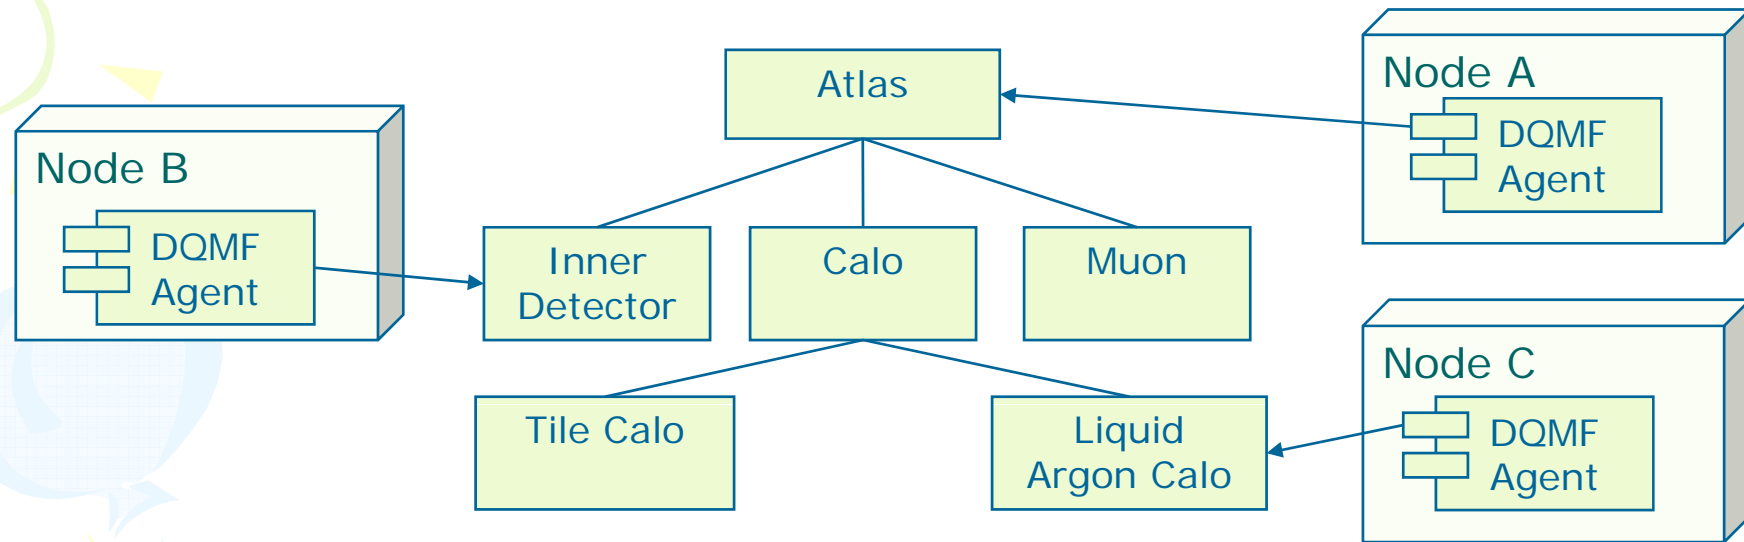 Atlas
Node A
DQMF
Agent
Node B
DQMF
Agent
Inner
Detector
Calo
Muon
Node C
DQMF
Agent
Tile Calo
Liquid
Argon Calo